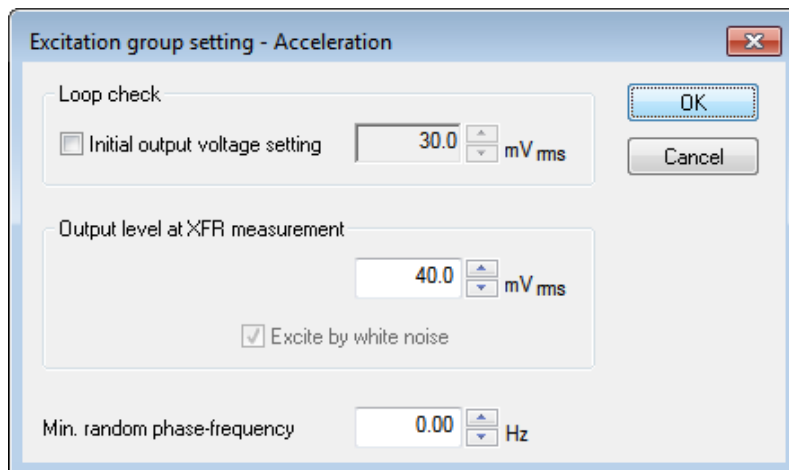 Excitation group setting - Acceleration
Loop check
Initial output voltage setting 30.0 mV rms
OK
Cancel
Output level at XFR measurement
40.0 mV rms
Excite by white noise
Min. random phase-frequency 0.00 Hz